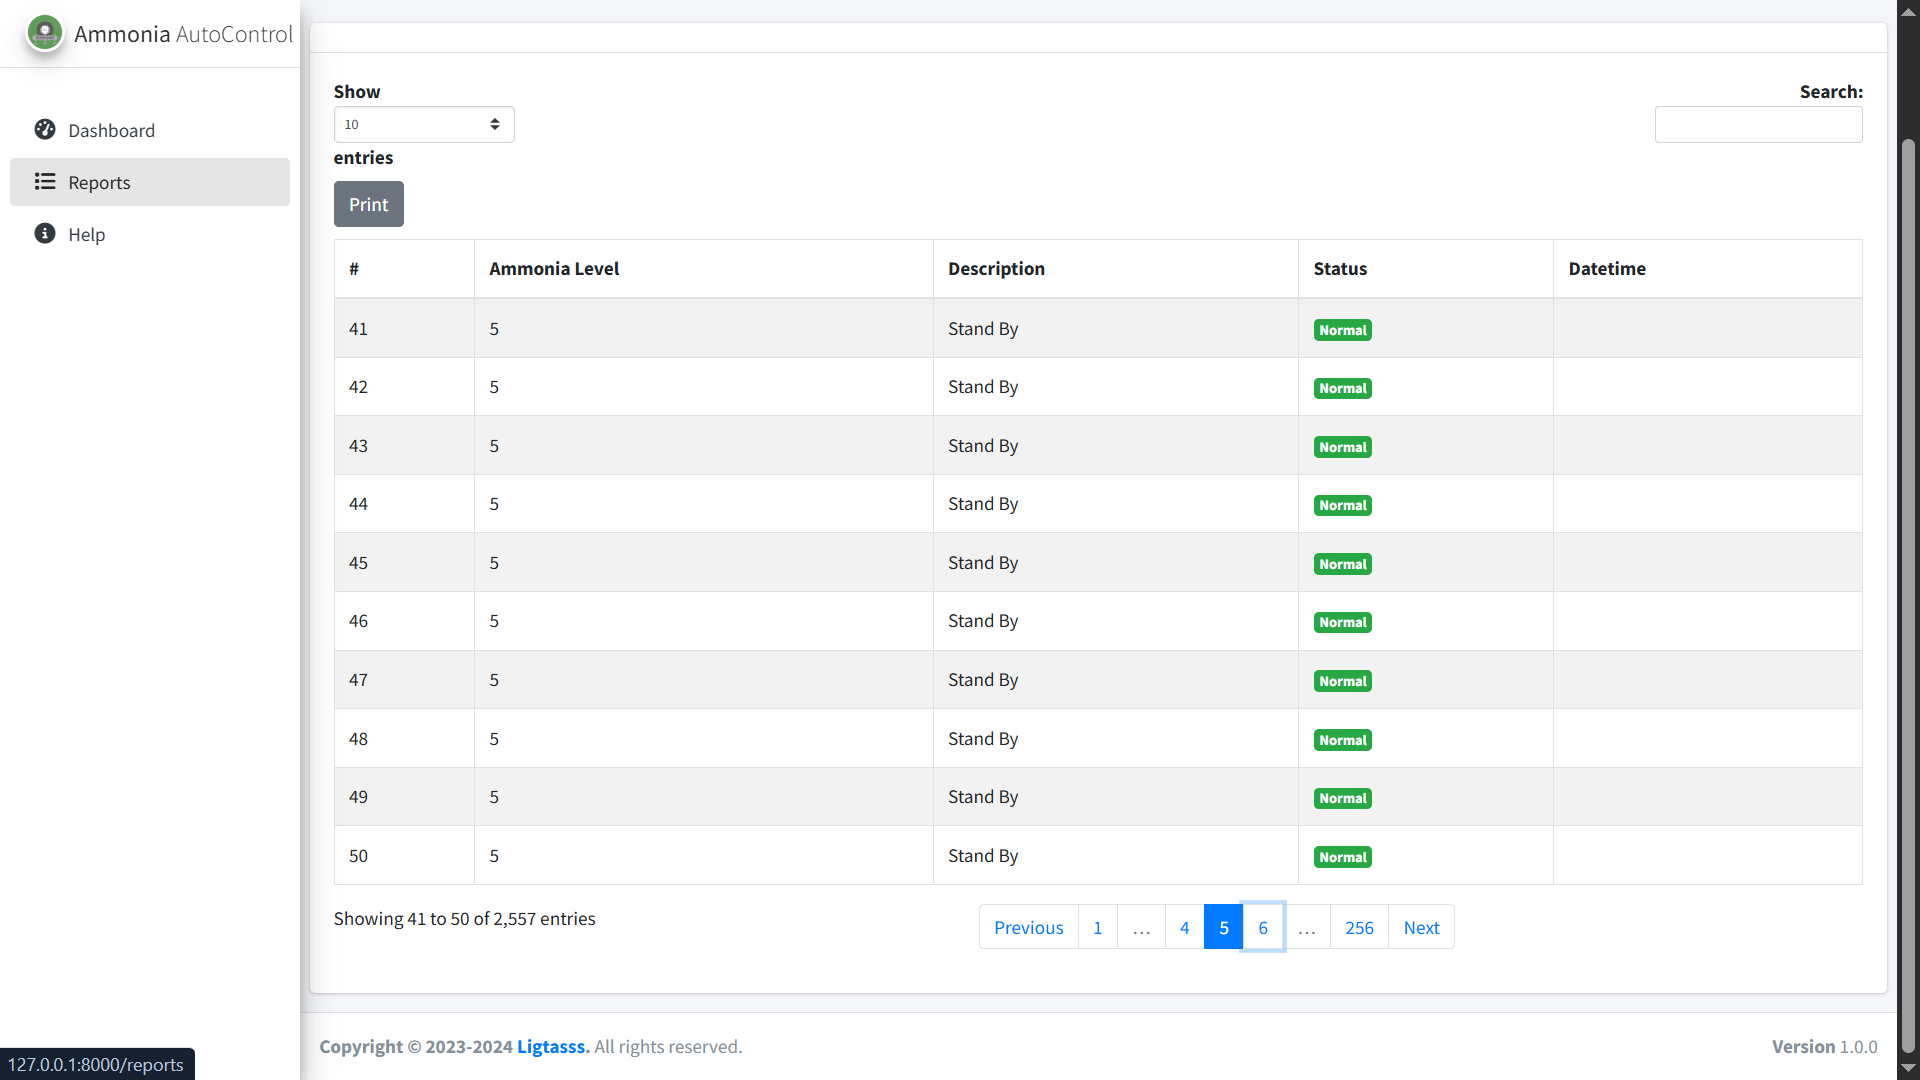 Ammonia AutoControl
Dashboard
Reports
Help
Show
10
entries
Search:
Print
# Ammonia Level Description Status Datetime
41 5 Stand By Normal
42 5 Stand By Normal
43 5 Stand By Normal
44 5 Stand By Normal
45 5 Stand By Normal
46 5 Stand By Normal
47 5 Stand By Normal
48 5 Stand By Normal
49 5 Stand By Normal
50 5 Stand By Normal
Showing 41 to 50 of 2,557 entries
Previous 1 … 4 5 6 … 256 Next
Copyright © 2023-2024 Ligtasss. All rights reserved.
Version 1.0.0
127.0.0.1:8000/reports